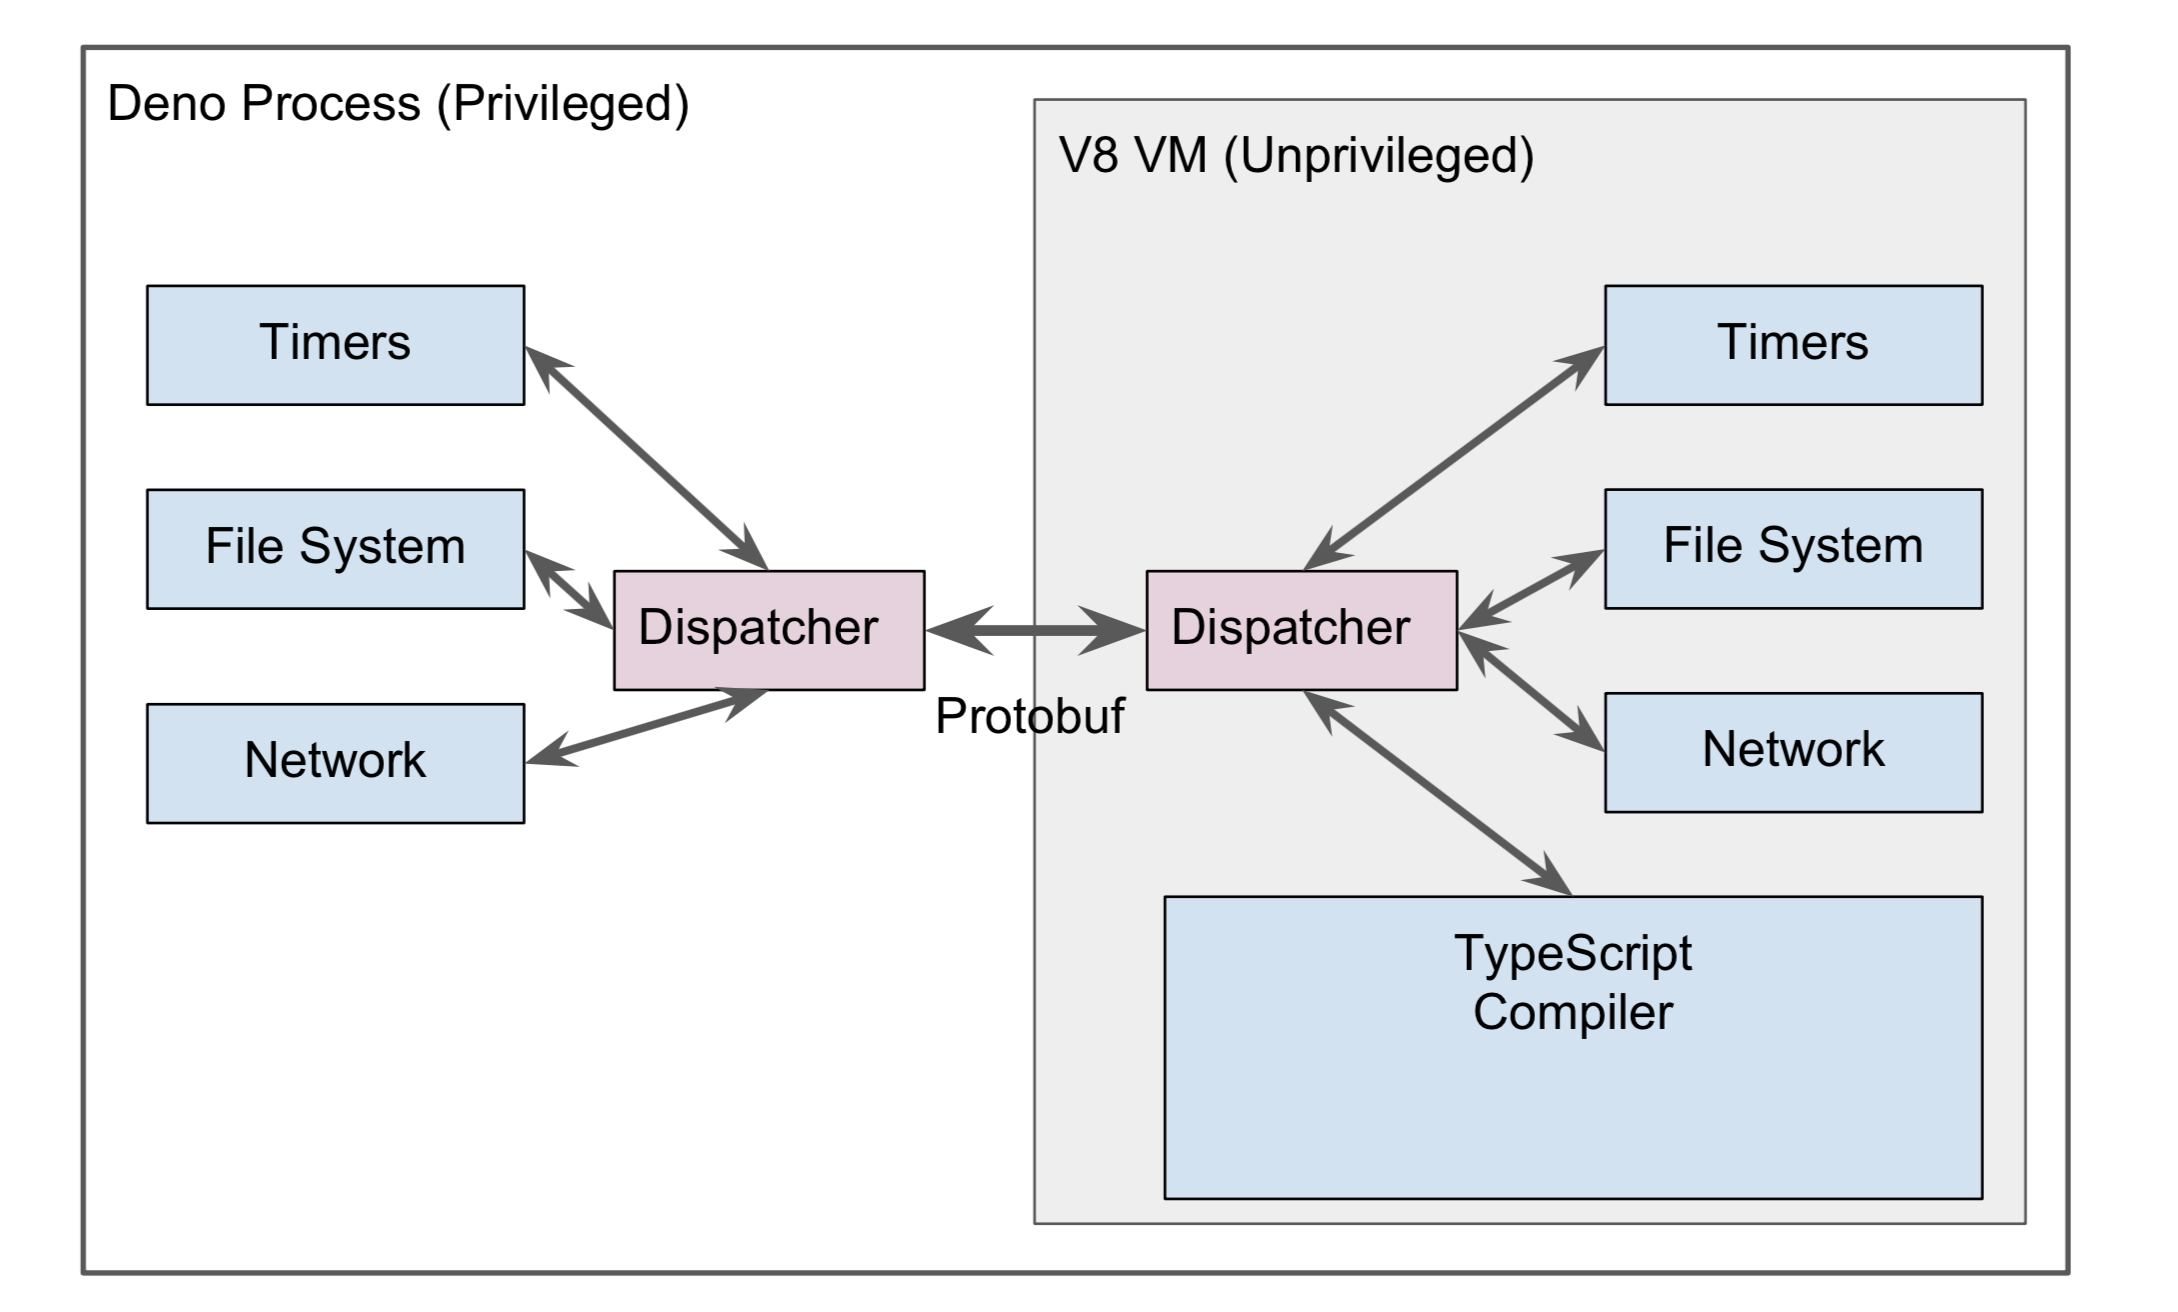 Deno Process (Privileged)
Timers
File System
Network
Dispatcher
Protobuf
V8 VM (Unprivileged)
Dispatcher
Timers
File System
Network
TypeScript
Compiler